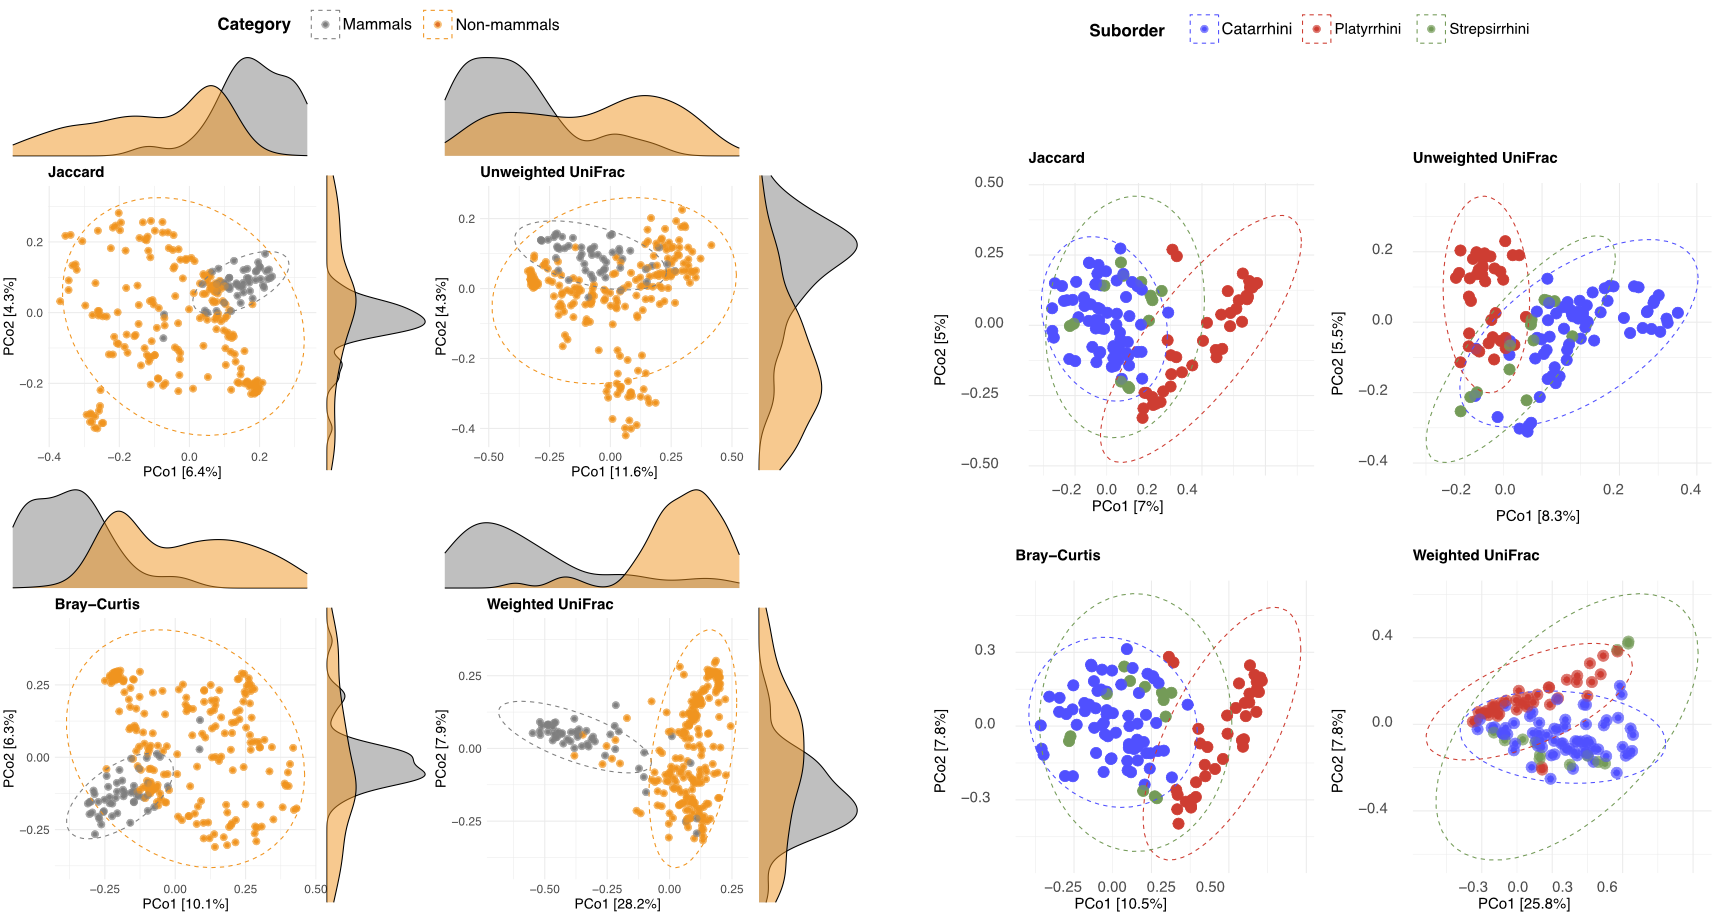 Category Mammals Non-mammals
Suborder Catarrhini Platyrrhini Strepsirrhini
Jaccard
PCo2 [4.3%]
0.2
0.0
−0.2
−0.4 −0.2 0.0 0.2
PCo1 [6.4%]
Unweighted UniFrac
PCo2 [4.3%]
0.2
0.0
−0.2
−0.4
−0.50 −0.25 0.00 0.25 0.50
PCo1 [11.6%]
Jaccard
PCo2 [5%]
0.50
0.25
0.00
−0.25
−0.50
−0.2 0.0 0.2 0.4
PCo1 [7%]
Unweighted UniFrac
PCo2 [5.5%]
0.2
0.0
−0.2
−0.4
−0.2 0.0 0.2 0.4
PCo1 [8.3%]
Bray−Curtis
PCo2 [6.3%]
0.25
0.00
−0.25
−0.25 0.00 0.25 0.50
PCo1 [10.1%]
Weighted UniFrac
PCo2 [7.9%]
0.25
0.00
−0.25
−0.50 −0.25 0.00 0.25
PCo1 [28.2%]
Bray−Curtis
PCo2 [7.8%]
0.3
0.0
−0.3
−0.25 0.00 0.25 0.50
PCo1 [10.5%]
Weighted UniFrac
PCo2 [7.8%]
0.4
0.0
−0.4
−0.3 0.0 0.3 0.6
PCo1 [25.8%]